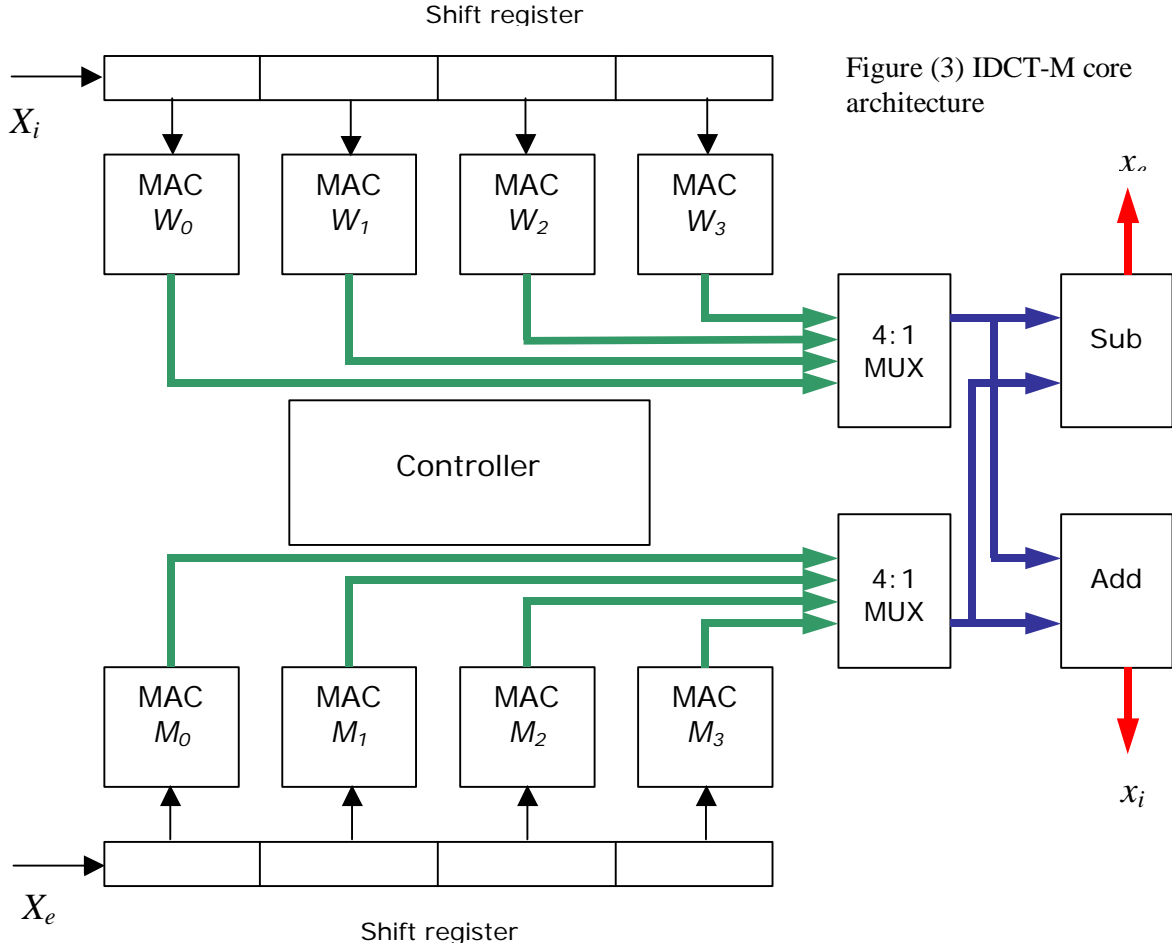 Shift register
Figure (3) IDCT-M core
architecture
X_i
MAC
W_0
MAC
W_1
MAC
W_2
MAC
W_3
x_e
4:1
MUX
Sub
Controller
4:1
MUX
Add
MAC
M_0
MAC
M_1
MAC
M_2
MAC
M_3
x_i
X_e
Shift register